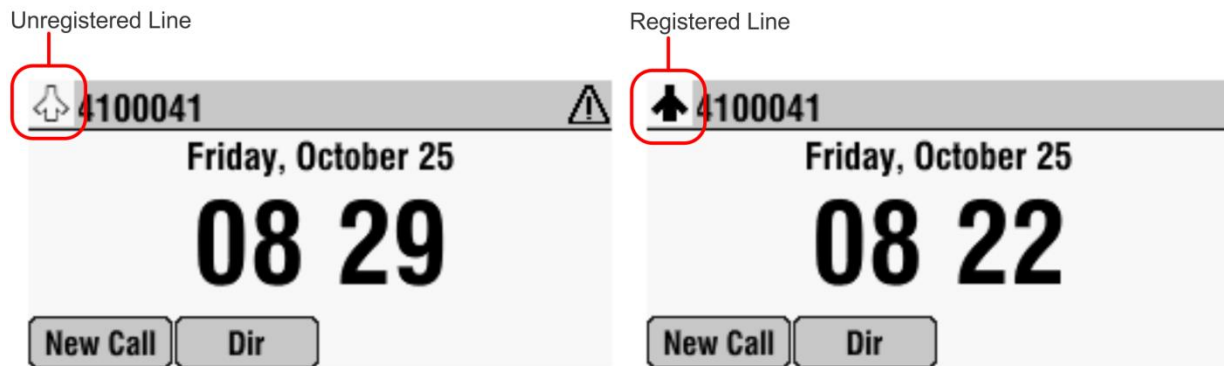 Unregistered Line
4100041
Friday, October 25
08 29
New Call
Dir
Registered Line
4100041
Friday, October 25
08 22
New Call
Dir